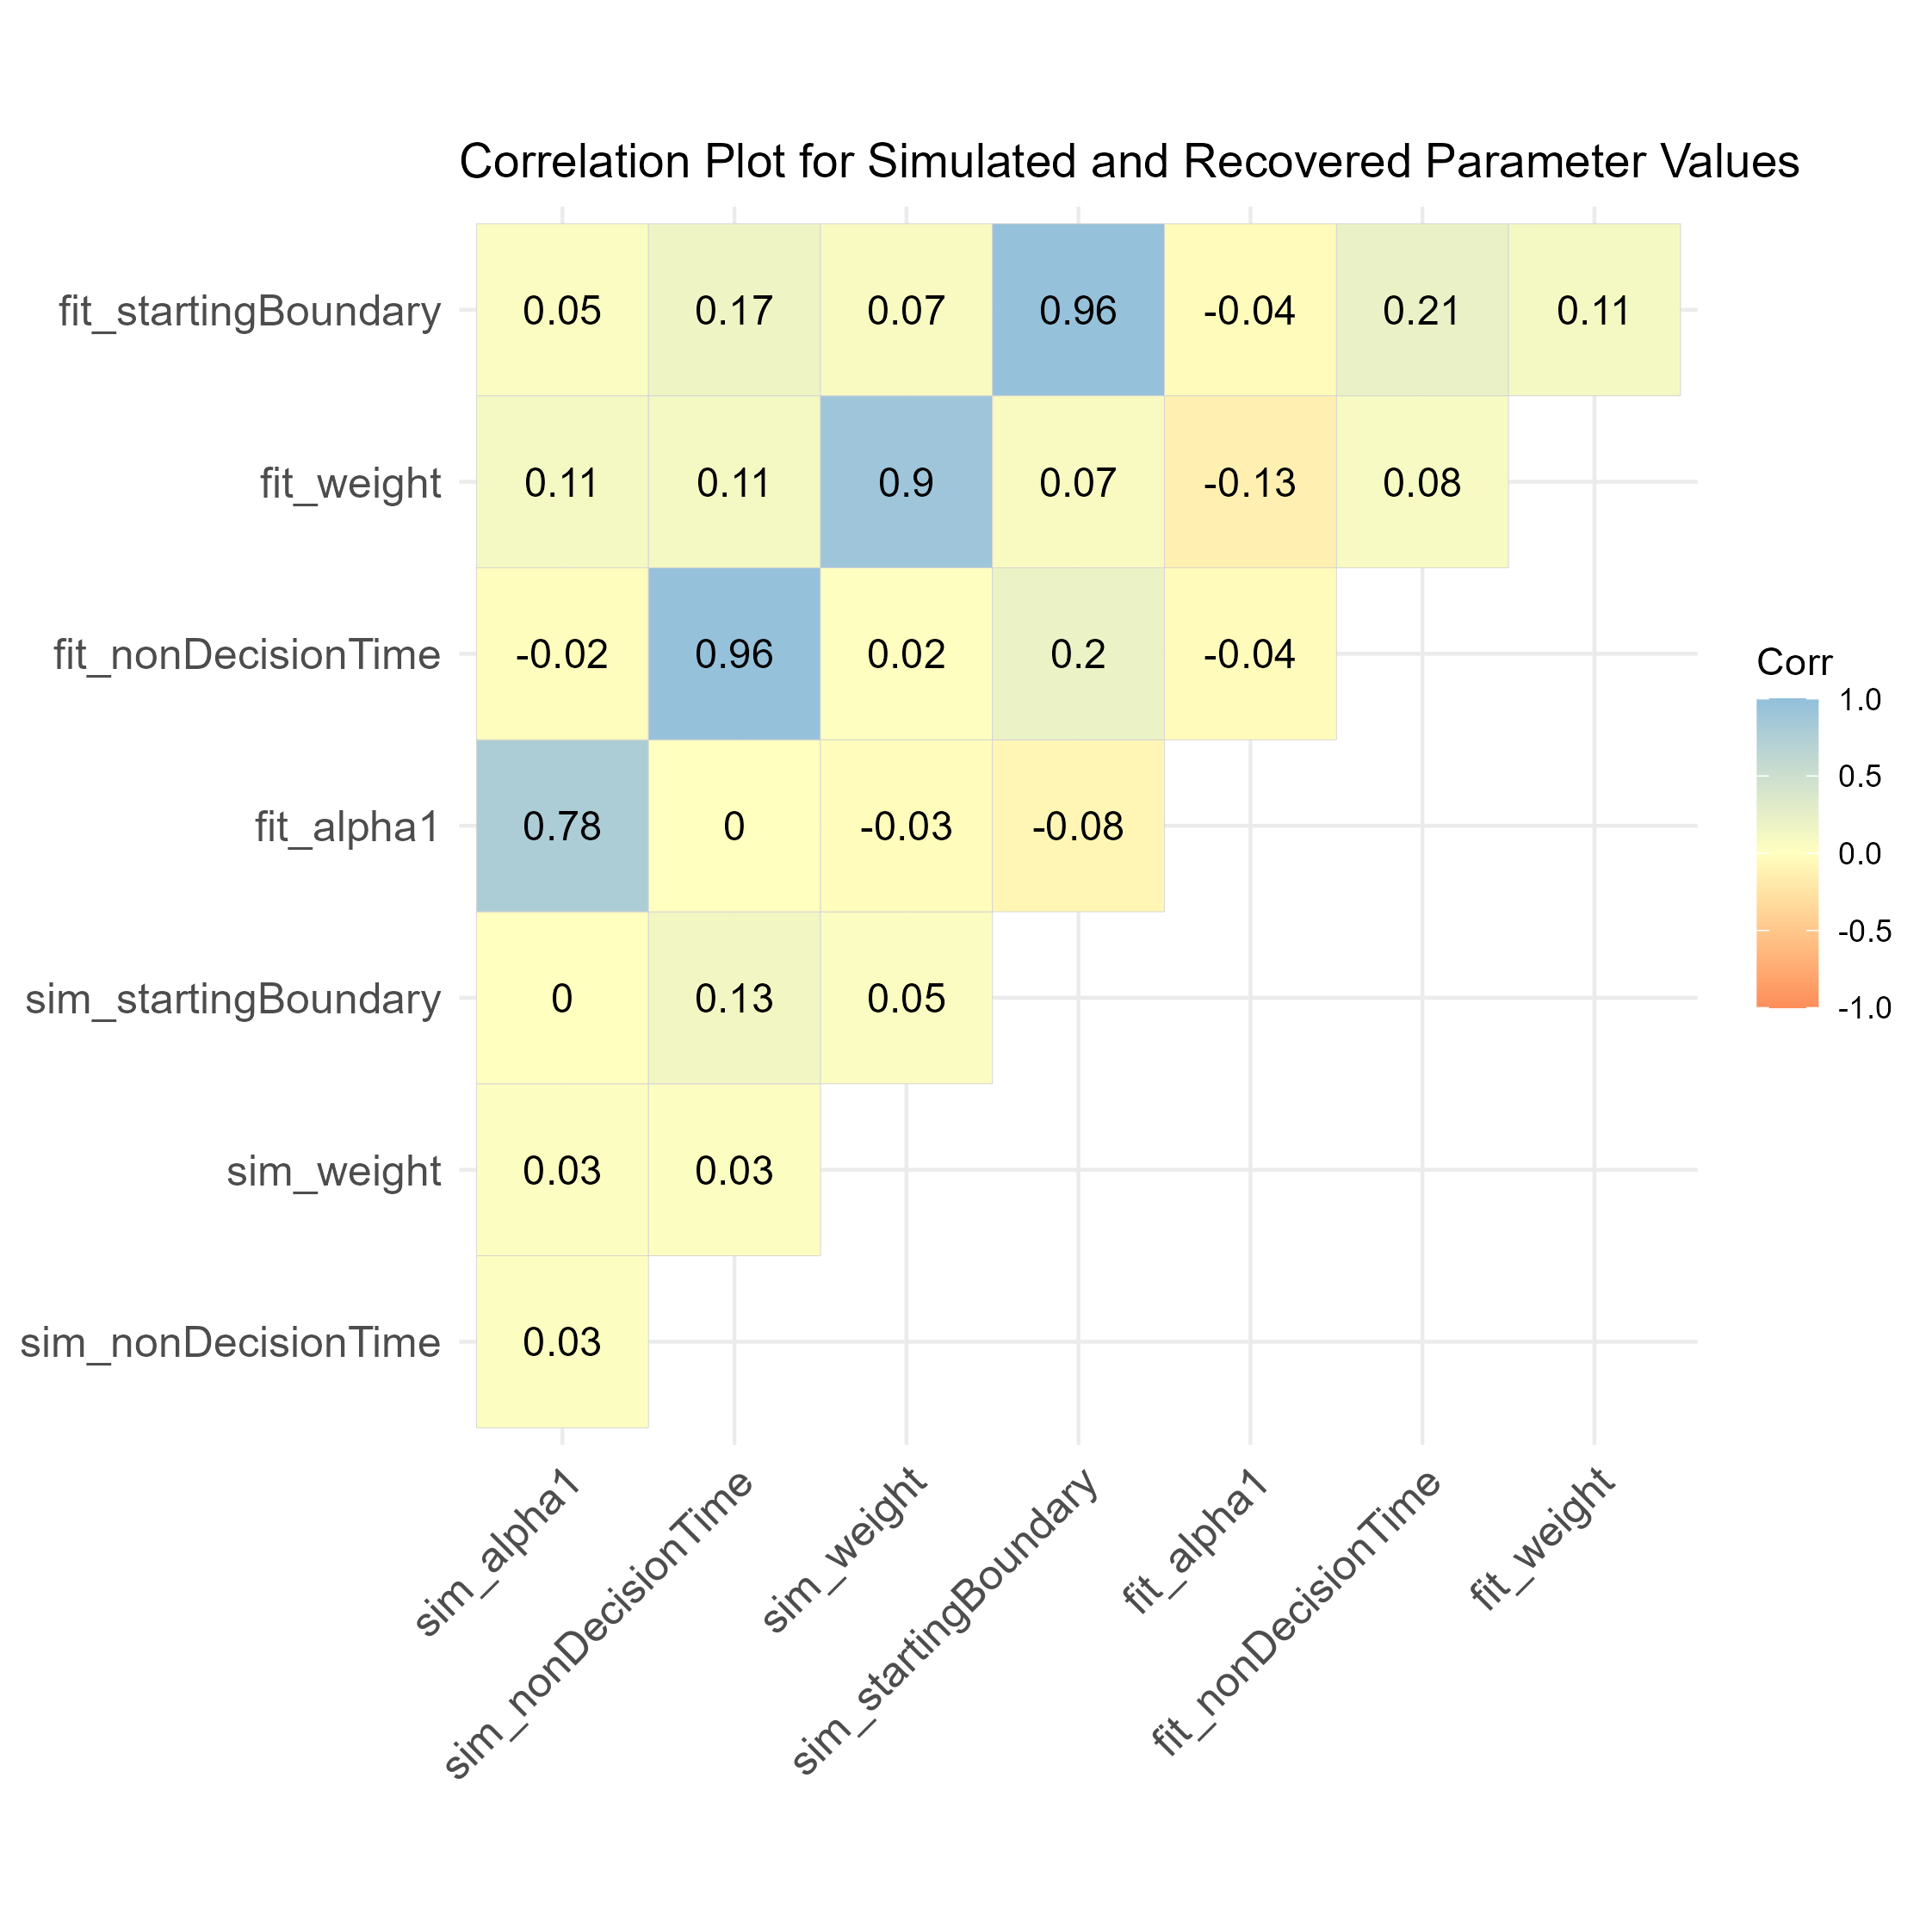 Correlation Plot for Simulated and Recovered Parameter Values
fit_startingBoundary 0.05 0.17 0.07 0.96 -0.04 0.21 0.11
fit_weight 0.11 0.11 0.9 0.07 -0.13 0.08
fit_nonDecisionTime -0.02 0.96 0.02 0.2 -0.04
fit_alpha1 0.78 0 -0.03 -0.08
sim_startingBoundary 0 0.13 0.05
sim_weight 0.03 0.03
sim_nonDecisionTime 0.03
sim_alpha1
sim_nonDecisionTime
sim_weight
sim_startingBoundary
fit_alpha1
fit_nonDecisionTime
fit_weight
Corr
1.0
0.5
0.0
-0.5
-1.0